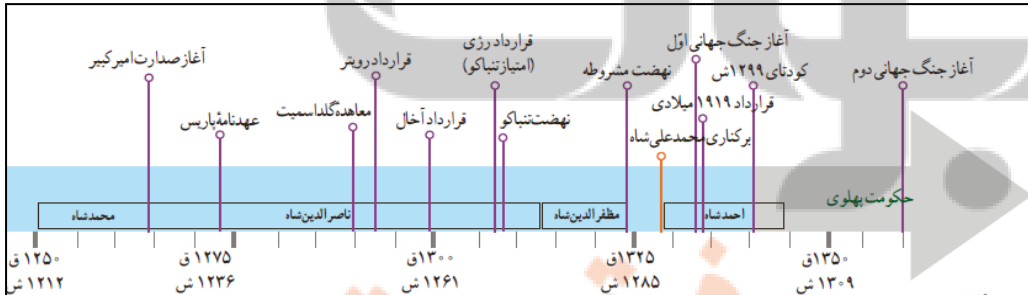 آغاز صدارت امیرکبیر
عهدنامهٔ پاریس
معاهدهٔ گلداسمیت
قرارداد رویتر
قرارداد آخال
قرارداد رژی
(امتیاز تنباکو)
نهضت تنباکو
نهضت مشروطه
برکناری محمدعلی شاه
آغاز جنگ جهانی اوّل
قرارداد ۱۹۱۹ میلادی
کودتای ۱۲۹۹ش
آغاز جنگ جهانی دوم
حکومت پهلوی
محمدشاه
ناصرالدین‌شاه
مظفرالدین‌شاه
احمدشاه
۱۲۵۰ ق
۱۲۱۲ ش
۱۲۷۵ ق
۱۲۳۶ ش
۱۳۰۰ ق
۱۲۶۱ ش
۱۳۲۵ ق
۱۲۸۵ ش
۱۳۵۰ ق
۱۳۰۹ ش